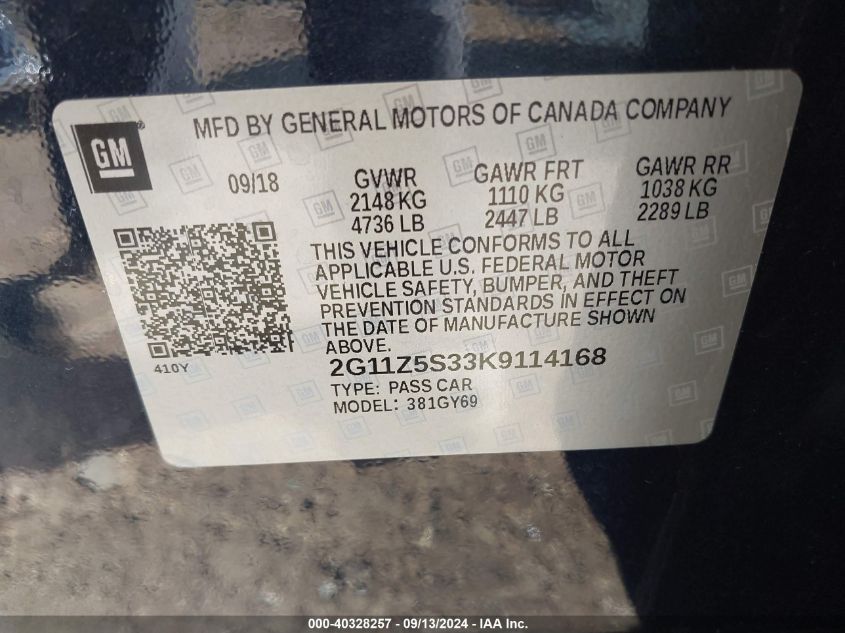 GM
MFD BY GENERAL MOTORS OF CANADA COMPANY
09/18
GVWR
2148 KG
4736 LB
GAWR FRT
1110 KG
2447 LB
GAWR RR
1038 KG
2289 LB
THIS VEHICLE CONFORMS TO ALL
APPLICABLE U.S. FEDERAL MOTOR
VEHICLE SAFETY, BUMPER, AND THEFT
PREVENTION STANDARDS IN EFFECT ON
THE DATE OF MANUFACTURE SHOWN
ABOVE.
410Y
2G11Z5S33K9114168
TYPE: PASS CAR
MODEL: 381GY69
000-40328257 - 09/13/2024 - IAA Inc.